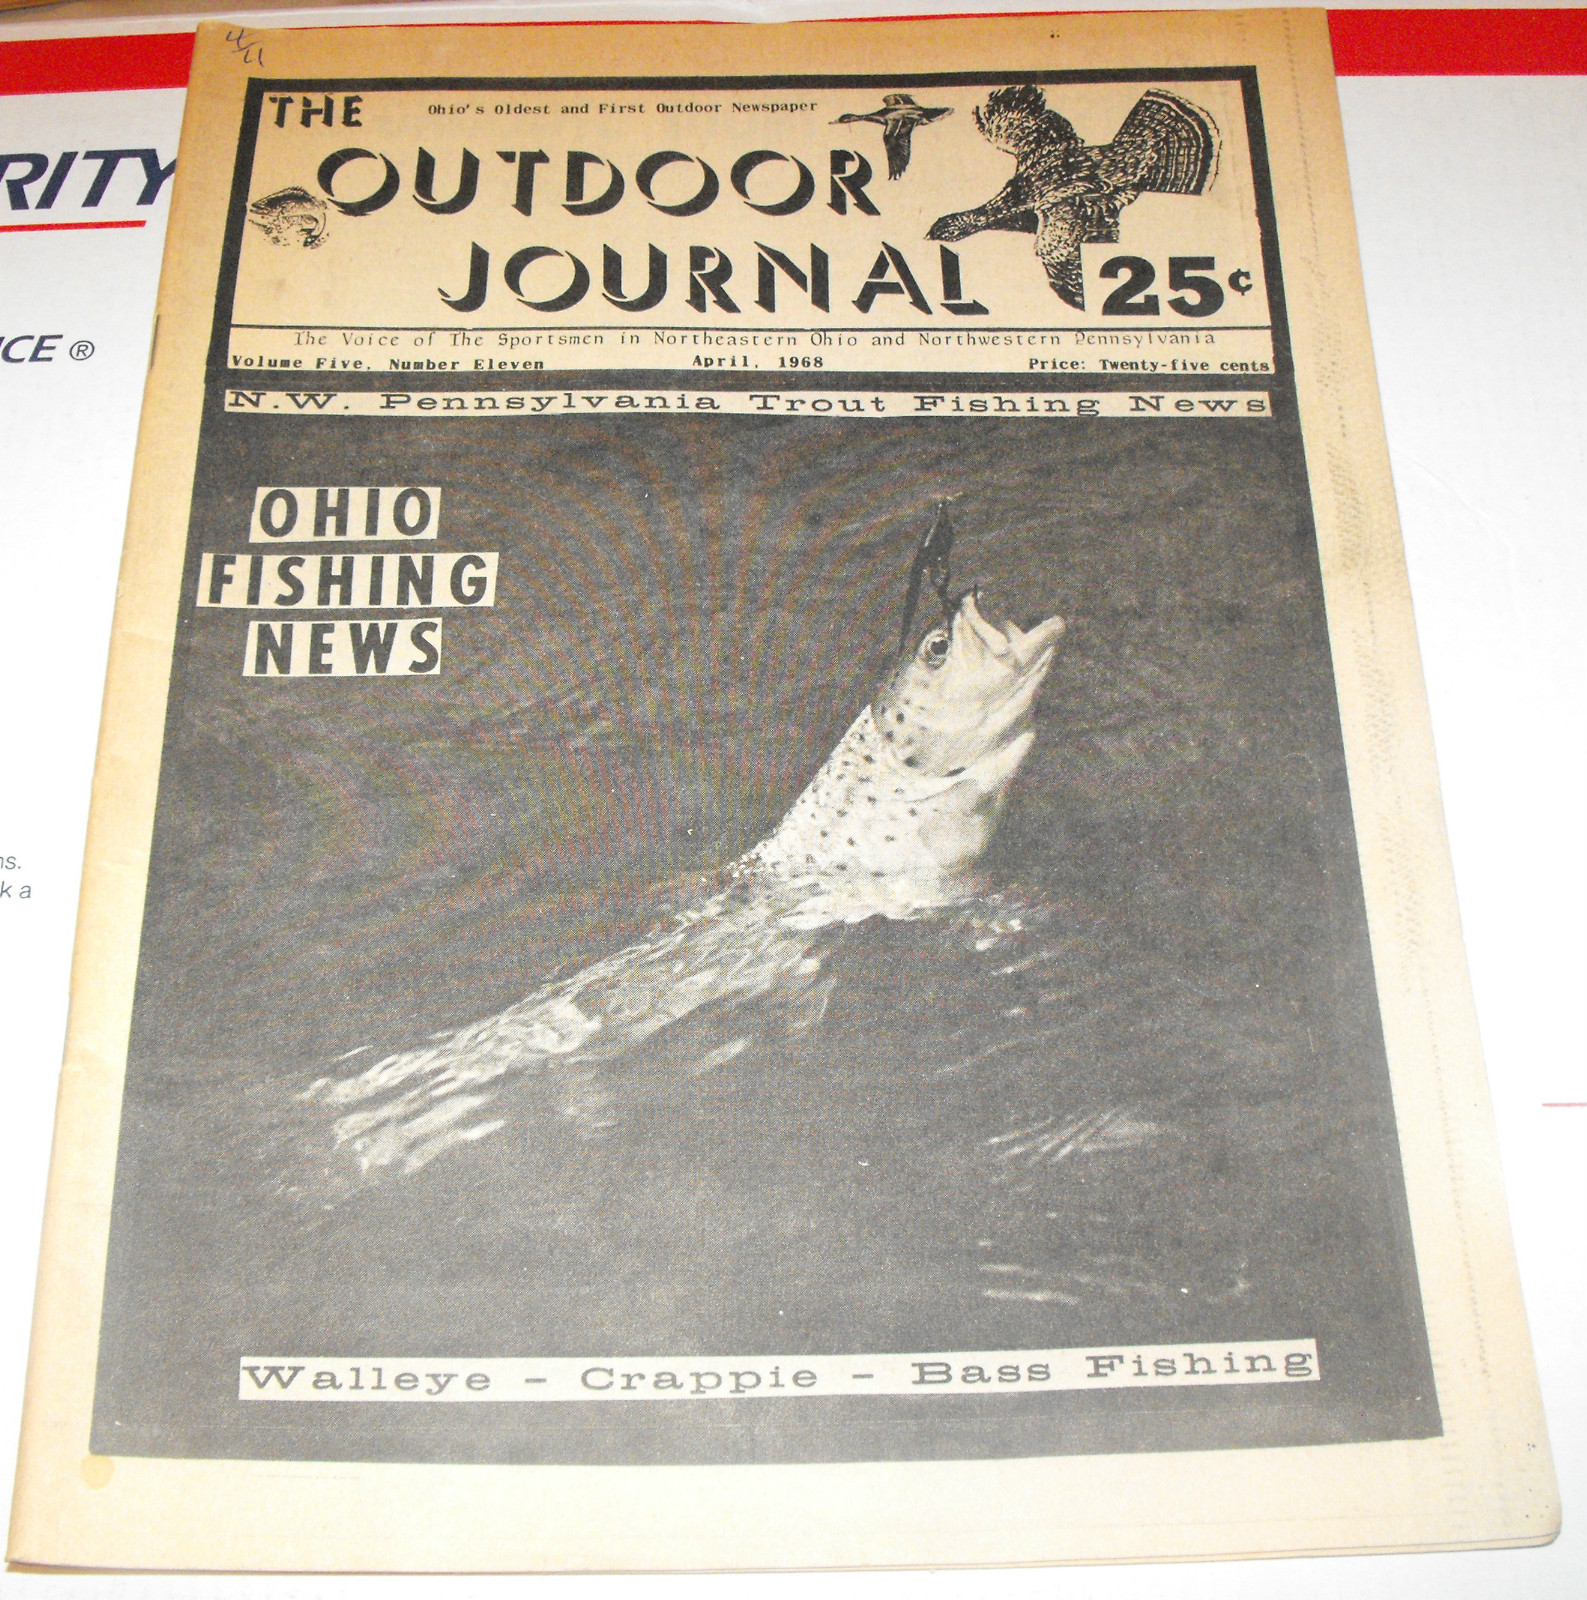 4/11
THE
Ohio's Oldest and First Outdoor Newspaper
OUTDOOR
JOURNAL
25¢
The Voice of The Sportsmen in Northeastern Ohio and Northwestern Pennsylvania
Volume Five, Number Eleven April, 1968 Price: Twenty-five cents
N.W. Pennsylvania Trout Fishing News
OHIO
FISHING
NEWS
Walleye - Crappie - Bass Fishing
RITY
ICE ®
ns.
k a